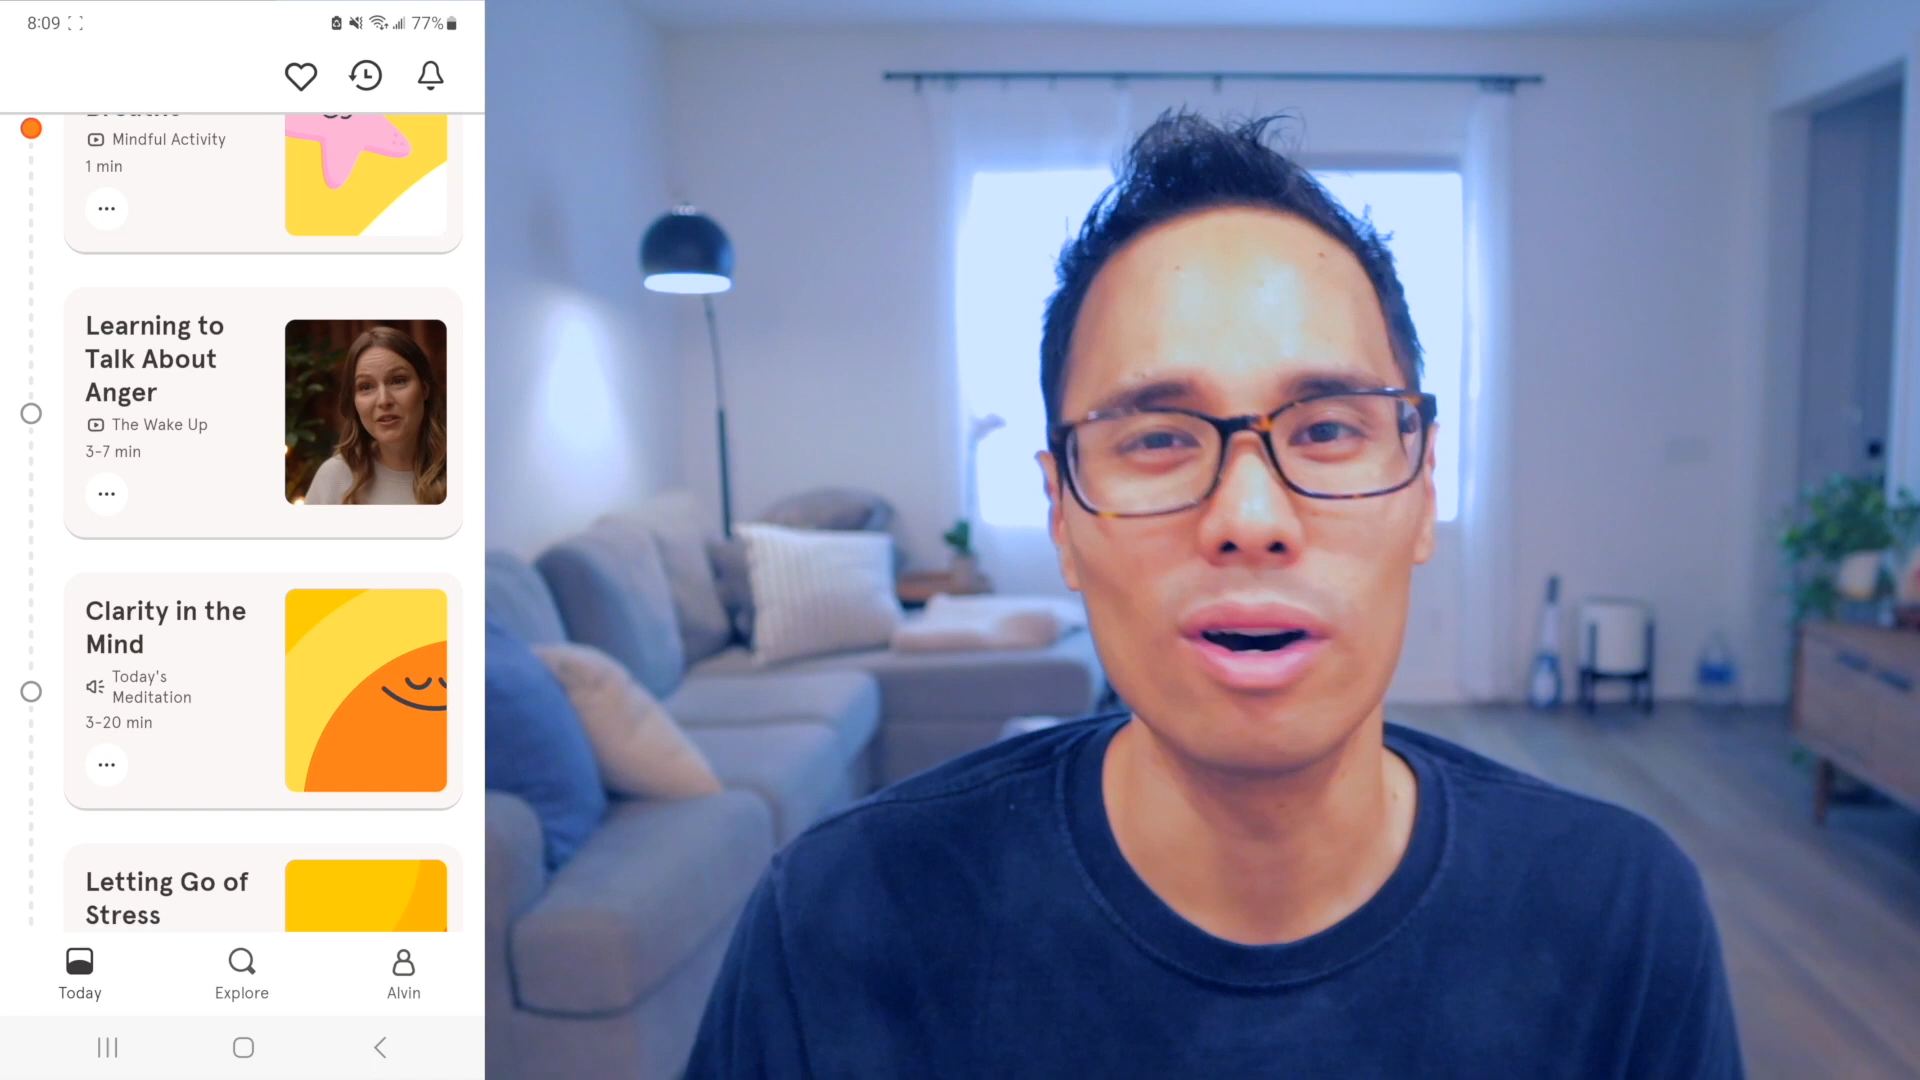 8:09
77%
Mindful Activity
1 min
Learning to
Talk About
Anger
The Wake Up
3-7 min
Clarity in the
Mind
Today's
Meditation
3-20 min
Letting Go of
Stress
Today
Explore
Alvin